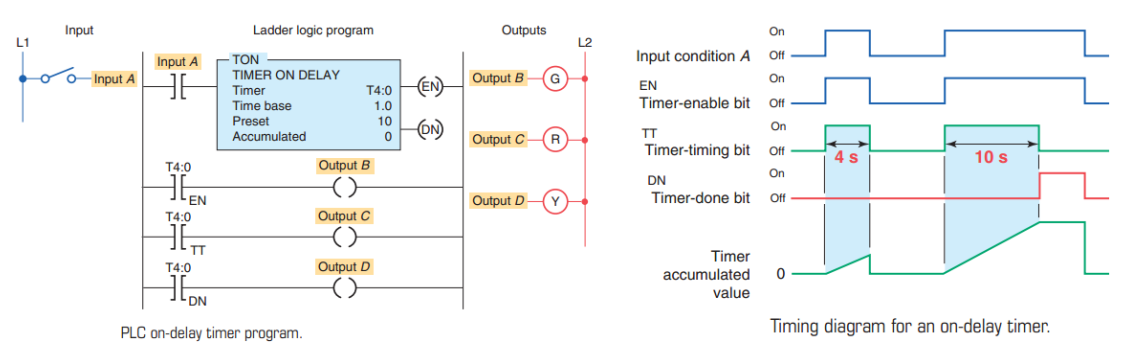 Input
Ladder logic program
Outputs
L1
L2
Input A
Input A
TON
TIMER ON DELAY
Timer T4:0
Time base 1.0
Preset 10
Accumulated 0
EN
DN
Output B
G
Output C
R
Output D
Y
T4:0
EN
Output B
T4:0
TT
Output C
T4:0
DN
Output D
PLC on-delay timer program.
Input condition A
On
Off
EN
Timer-enable bit
On
Off
TT
Timer-timing bit
On
Off
4 s
10 s
DN
Timer-done bit
On
Off
Timer
accumulated
value
0
Timing diagram for an on-delay timer.